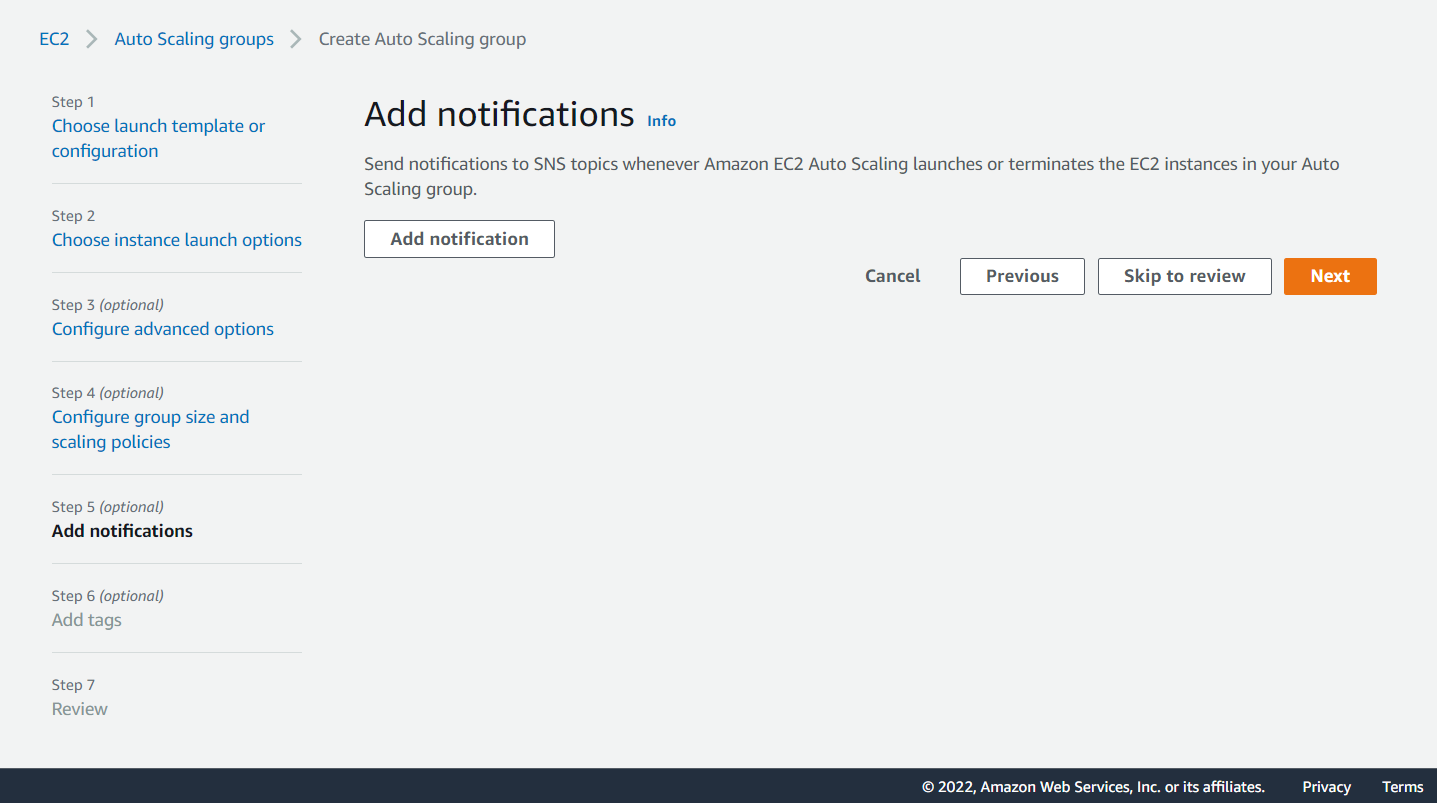 EC2 Auto Scaling groups Create Auto Scaling group
Step 1
Choose launch template or
configuration
Step 2
Choose instance launch options
Step 3 (optional)
Configure advanced options
Step 4 (optional)
Configure group size and
scaling policies
Step 5 (optional)
Add notifications
Step 6 (optional)
Add tags
Step 7
Review
Add notifications Info
Send notifications to SNS topics whenever Amazon EC2 Auto Scaling launches or terminates the EC2 instances in your Auto
Scaling group.
Add notification
Cancel Previous Skip to review Next
© 2022, Amazon Web Services, Inc. or its affiliates. Privacy Terms